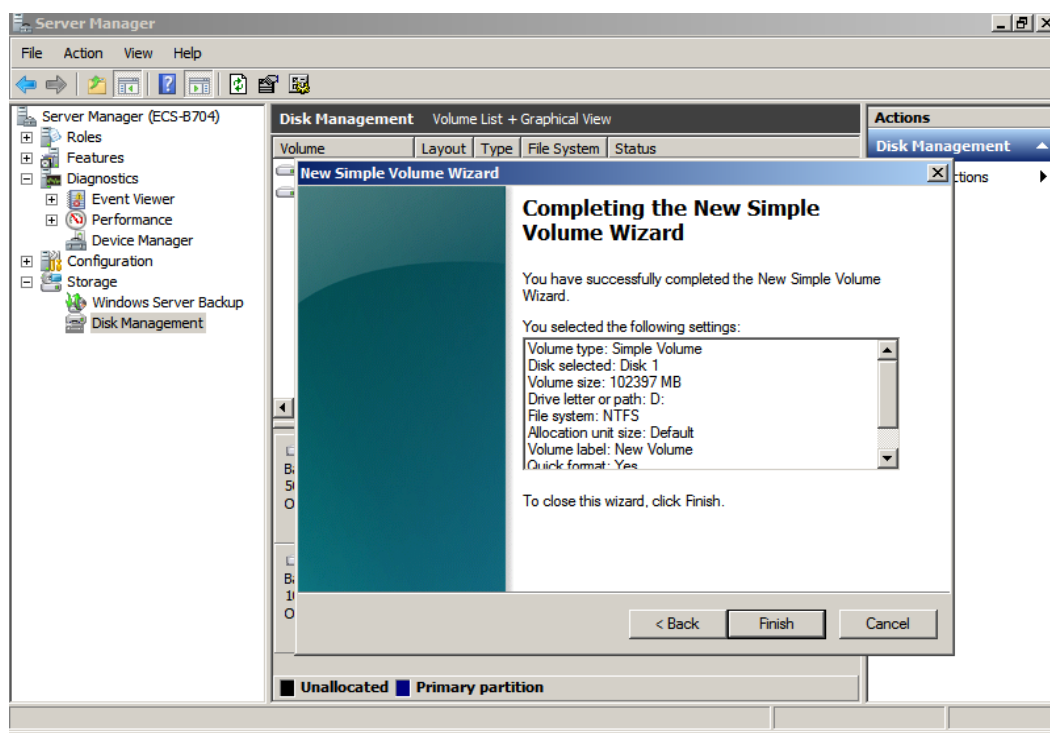 Server Manager
File Action View Help
Server Manager (ECS-B704)
Roles
Features
Diagnostics
Event Viewer
Performance
Device Manager
Configuration
Storage
Windows Server Backup
Disk Management
Disk Management Volume List + Graphical View
Volume Layout Type File System Status
New Simple Volume Wizard
Completing the New Simple
Volume Wizard
You have successfully completed the New Simple Volume
Wizard.
You selected the following settings:
Volume type: Simple Volume
Disk selected: Disk 1
Volume size: 102397 MB
Drive letter or path: D:
File system: NTFS
Allocation unit size: Default
Volume label: New Volume
Quick format: Yes
To close this wizard, click Finish.
< Back Finish Cancel
Unallocated Primary partition
Actions
Disk Management